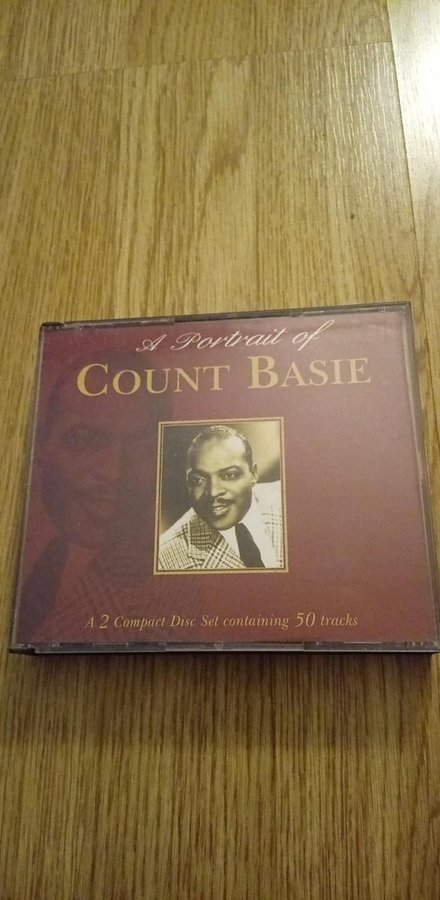 A Portrait of
COUNT BASIE
A 2 Compact Disc Set containing 50 tracks